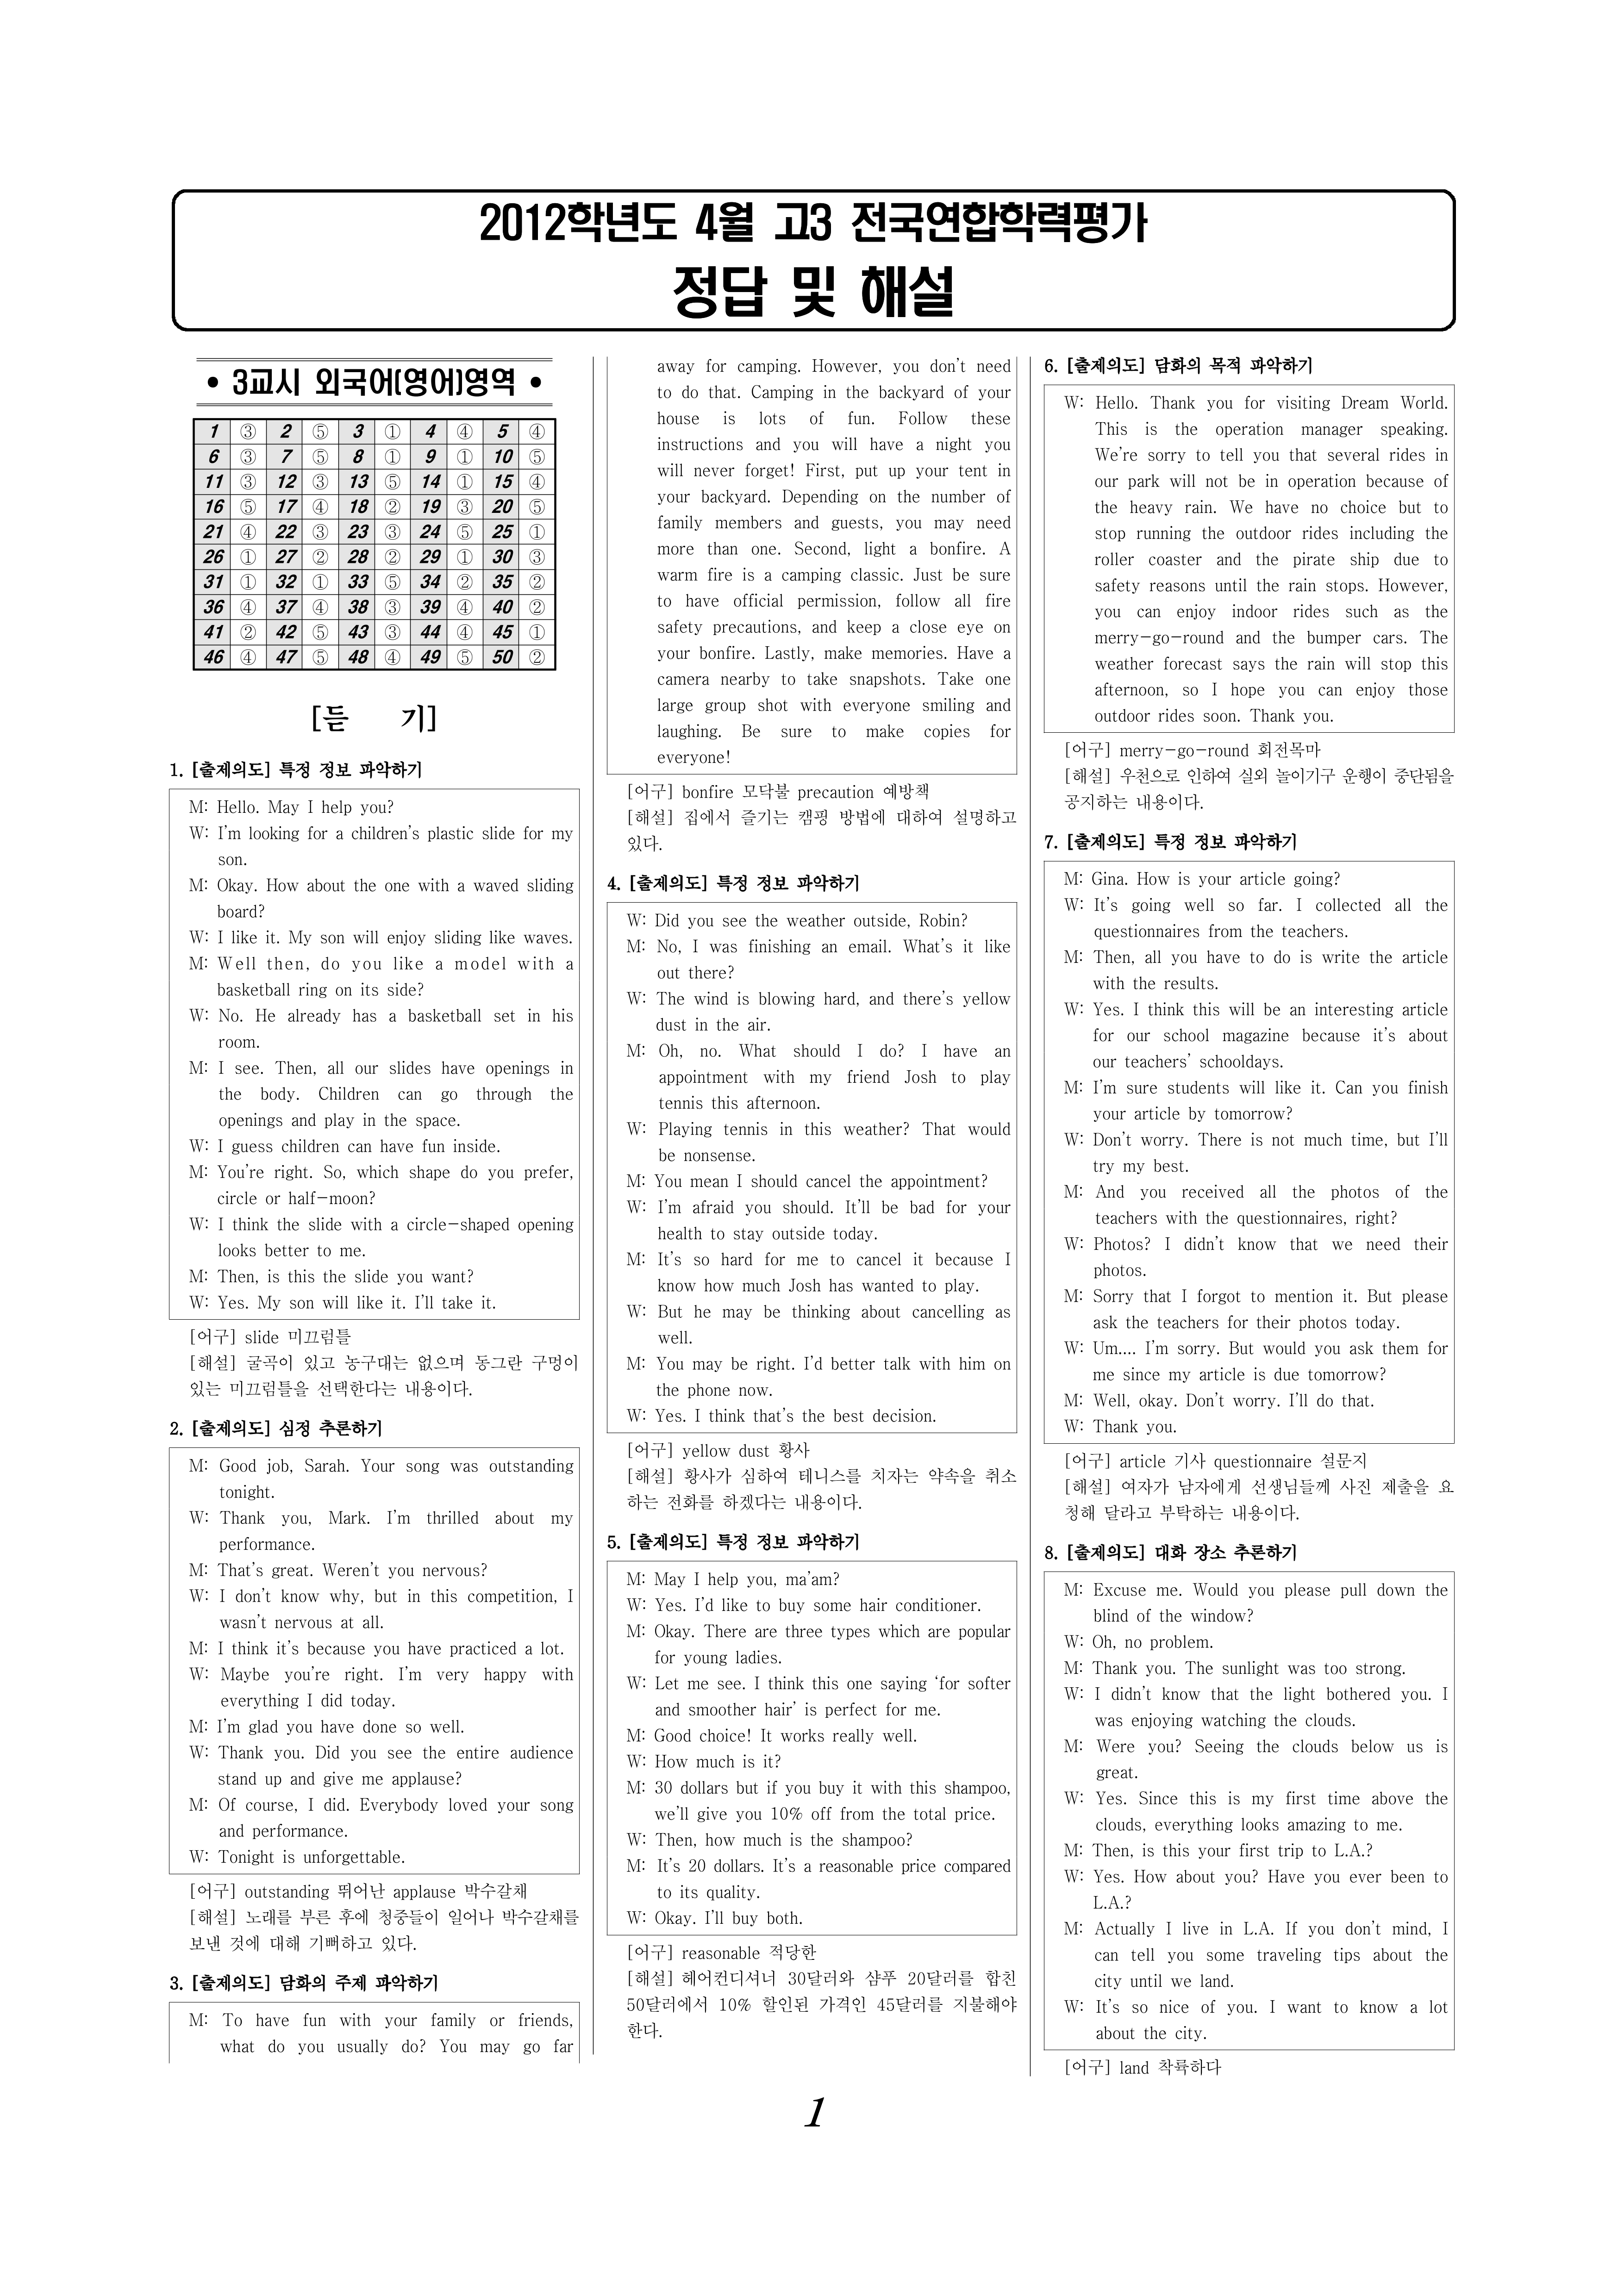 2012학년도 4월 고3 전국연합학력평가
정답 및 해설
• 3교시 외국어(영어)영역 •
1 ③ 2 ⑤ 3 ① 4 ④ 5 ④
6 ③ 7 ⑤ 8 ① 9 ① 10 ⑤
11 ③ 12 ③ 13 ⑤ 14 ① 15 ④
16 ⑤ 17 ④ 18 ② 19 ③ 20 ⑤
21 ④ 22 ③ 23 ③ 24 ⑤ 25 ①
26 ① 27 ② 28 ② 29 ① 30 ③
31 ① 32 ① 33 ⑤ 34 ② 35 ②
36 ④ 37 ④ 38 ③ 39 ④ 40 ②
41 ② 42 ⑤ 43 ③ 44 ④ 45 ①
46 ④ 47 ⑤ 48 ④ 49 ⑤ 50 ②
[듣 기]
1. [출제의도] 특정 정보 파악하기
M: Hello. May I help you?
W: I'm looking for a children's plastic slide for my
son.
M: Okay. How about the one with a waved sliding
board?
W: I like it. My son will enjoy sliding like waves.
M: Well then, do you like a model with a
basketball ring on its side?
W: No. He already has a basketball set in his
room.
M: I see. Then, all our slides have openings in
the body. Children can go through the
openings and play in the space.
W: I guess children can have fun inside.
M: You're right. So, which shape do you prefer,
circle or half-moon?
W: I think the slide with a circle-shaped opening
looks better to me.
M: Then, is this the slide you want?
W: Yes. My son will like it. I'll take it.
[어구] slide 미끄럼틀
[해설] 굴곡이 있고 농구대는 없으며 동그란 구멍이
있는 미끄럼틀을 선택한다는 내용이다.
2. [출제의도] 심정 추론하기
M: Good job, Sarah. Your song was outstanding
tonight.
W: Thank you, Mark. I'm thrilled about my
performance.
M: That's great. Weren't you nervous?
W: I don't know why, but in this competition, I
wasn't nervous at all.
M: I think it's because you have practiced a lot.
W: Maybe you're right. I'm very happy with
everything I did today.
M: I'm glad you have done so well.
W: Thank you. Did you see the entire audience
stand up and give me applause?
M: Of course, I did. Everybody loved your song
and performance.
W: Tonight is unforgettable.
[어구] outstanding 뛰어난 applause 박수갈채
[해설] 노래를 부른 후에 청중들이 일어나 박수갈채를
보낸 것에 대해 기뻐하고 있다.
3. [출제의도] 담화의 주제 파악하기
M: To have fun with your family or friends,
what do you usually do? You may go far
away for camping. However, you don't need
to do that. Camping in the backyard of your
house is lots of fun. Follow these
instructions and you will have a night you
will never forget! First, put up your tent in
your backyard. Depending on the number of
family members and guests, you may need
more than one. Second, light a bonfire. A
warm fire is a camping classic. Just be sure
to have official permission, follow all fire
safety precautions, and keep a close eye on
your bonfire. Lastly, make memories. Have a
camera nearby to take snapshots. Take one
large group shot with everyone smiling and
laughing. Be sure to make copies for
everyone!
[어구] bonfire 모닥불 precaution 예방책
[해설] 집에서 즐기는 캠핑 방법에 대하여 설명하고
있다.
4. [출제의도] 특정 정보 파악하기
W: Did you see the weather outside, Robin?
M: No, I was finishing an email. What's it like
out there?
W: The wind is blowing hard, and there's yellow
dust in the air.
M: Oh, no. What should I do? I have an
appointment with my friend Josh to play
tennis this afternoon.
W: Playing tennis in this weather? That would
be nonsense.
M: You mean I should cancel the appointment?
W: I'm afraid you should. It'll be bad for your
health to stay outside today.
M: It's so hard for me to cancel it because I
know how much Josh has wanted to play.
W: But he may be thinking about cancelling as
well.
M: You may be right. I'd better talk with him on
the phone now.
W: Yes. I think that's the best decision.
[어구] yellow dust 황사
[해설] 황사가 심하여 테니스를 치자는 약속을 취소
하는 전화를 하겠다는 내용이다.
5. [출제의도] 특정 정보 파악하기
M: May I help you, ma'am?
W: Yes. I'd like to buy some hair conditioner.
M: Okay. There are three types which are popular
for young ladies.
W: Let me see. I think this one saying ‘for softer
and smoother hair’ is perfect for me.
M: Good choice! It works really well.
W: How much is it?
M: 30 dollars but if you buy it with this shampoo,
we'll give you 10% off from the total price.
W: Then, how much is the shampoo?
M: It's 20 dollars. It's a reasonable price compared
to its quality.
W: Okay. I'll buy both.
[어구] reasonable 적당한
[해설] 헤어컨디셔너 30달러와 샴푸 20달러를 합친
50달러에서 10% 할인된 가격인 45달러를 지불해야
한다.
6. [출제의도] 담화의 목적 파악하기
W: Hello. Thank you for visiting Dream World.
This is the operation manager speaking.
We're sorry to tell you that several rides in
our park will not be in operation because of
the heavy rain. We have no choice but to
stop running the outdoor rides including the
roller coaster and the pirate ship due to
safety reasons until the rain stops. However,
you can enjoy indoor rides such as the
merry-go-round and the bumper cars. The
weather forecast says the rain will stop this
afternoon, so I hope you can enjoy those
outdoor rides soon. Thank you.
[어구] merry-go-round 회전목마
[해설] 우천으로 인하여 실외 놀이기구 운행이 중단됨을
공지하는 내용이다.
7. [출제의도] 특정 정보 파악하기
M: Gina. How is your article going?
W: It's going well so far. I collected all the
questionnaires from the teachers.
M: Then, all you have to do is write the article
with the results.
W: Yes. I think this will be an interesting article
for our school magazine because it's about
our teachers' schooldays.
M: I'm sure students will like it. Can you finish
your article by tomorrow?
W: Don't worry. There is not much time, but I'll
try my best.
M: And you received all the photos of the
teachers with the questionnaires, right?
W: Photos? I didn't know that we need their
photos.
M: Sorry that I forgot to mention it. But please
ask the teachers for their photos today.
W: Um.... I'm sorry. But would you ask them for
me since my article is due tomorrow?
M: Well, okay. Don't worry. I'll do that.
W: Thank you.
[어구] article 기사 questionnaire 설문지
[해설] 여자가 남자에게 선생님들께 사진 제출을 요
청해 달라고 부탁하는 내용이다.
8. [출제의도] 대화 장소 추론하기
M: Excuse me. Would you please pull down the
blind of the window?
W: Oh, no problem.
M: Thank you. The sunlight was too strong.
W: I didn't know that the light bothered you. I
was enjoying watching the clouds.
M: Were you? Seeing the clouds below us is
great.
W: Yes. Since this is my first time above the
clouds, everything looks amazing to me.
M: Then, is this your first trip to L.A.?
W: Yes. How about you? Have you ever been to
L.A.?
M: Actually I live in L.A. If you don't mind, I
can tell you some traveling tips about the
city until we land.
W: It's so nice of you. I want to know a lot
about the city.
[어구] land 착륙하다
1